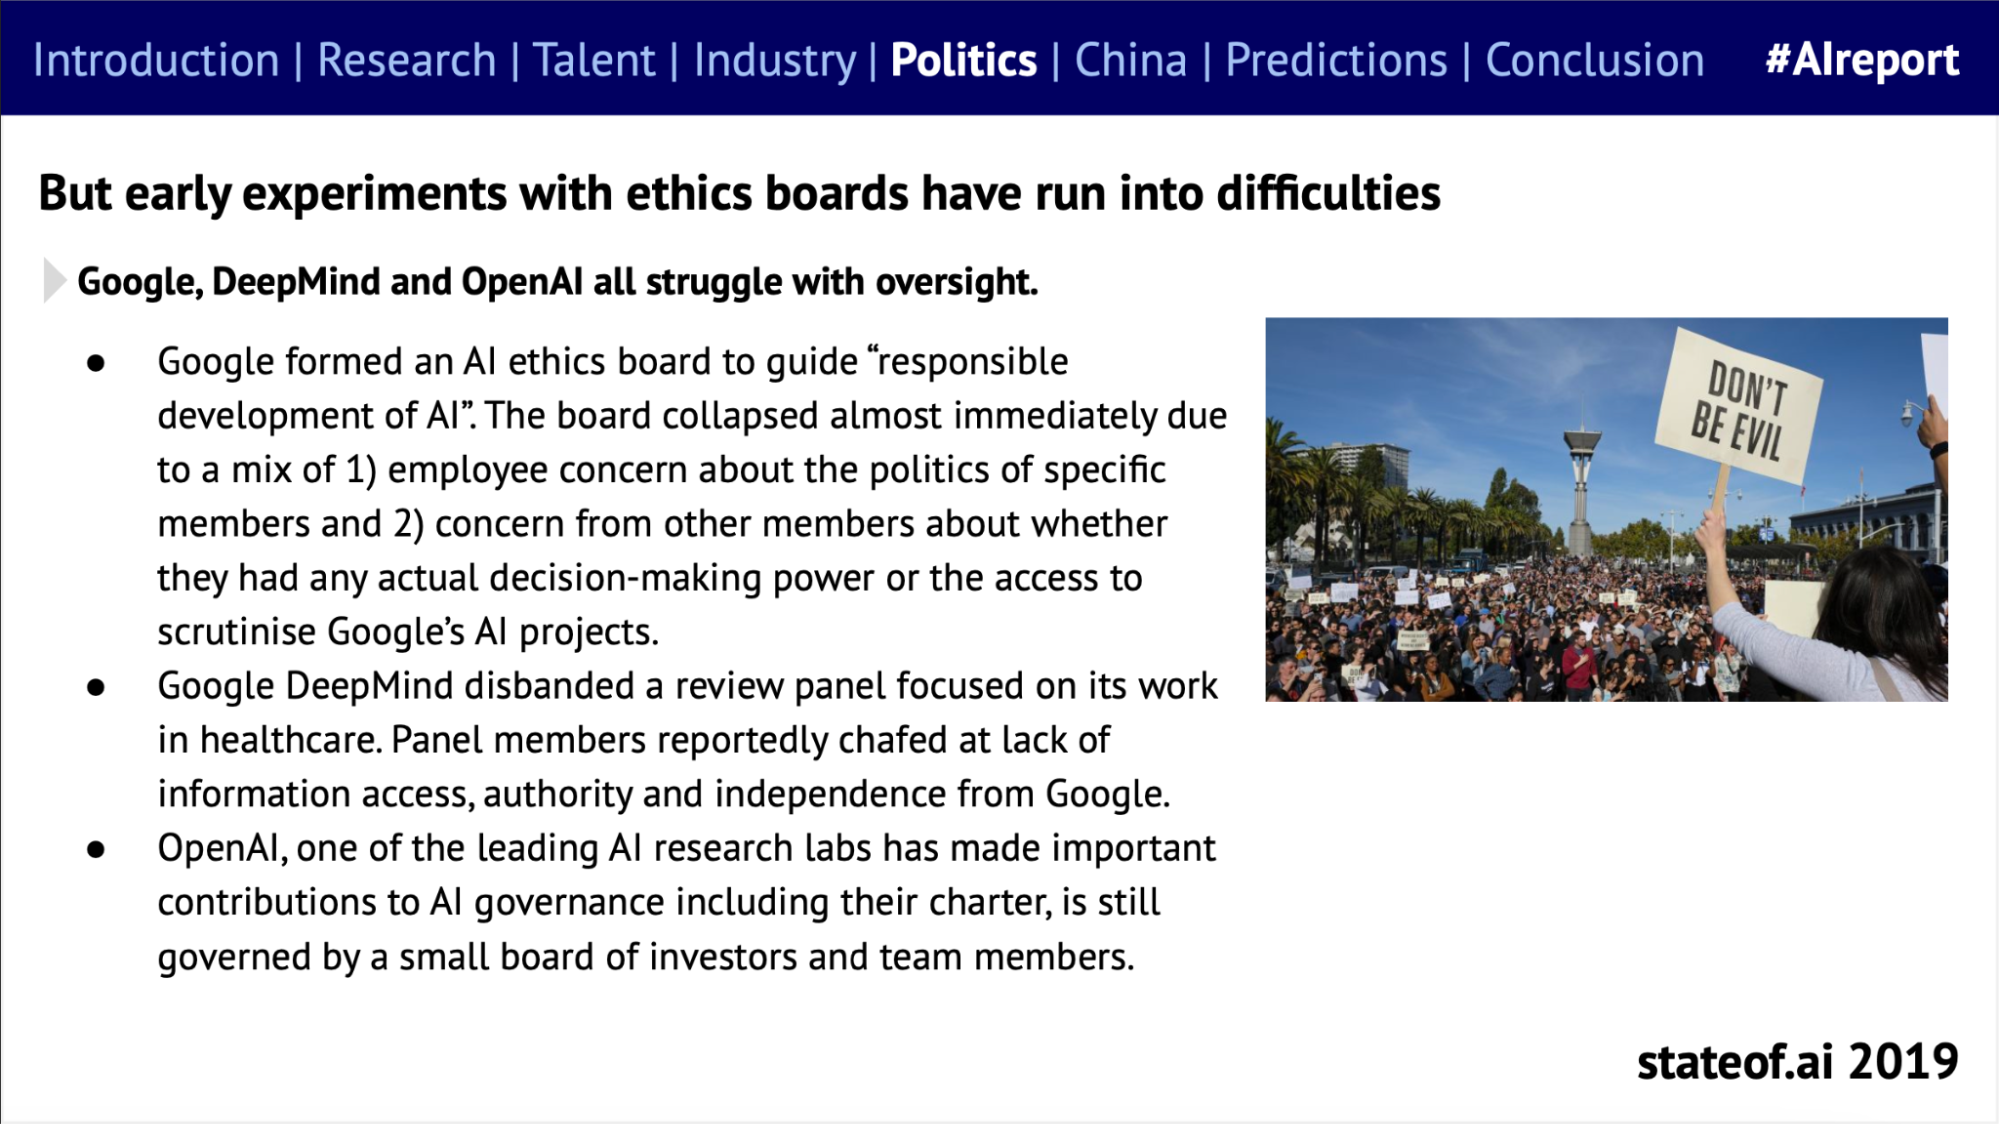 Introduction | Research | Talent | Industry | Politics | China | Predictions | Conclusion #AIreport
But early experiments with ethics boards have run into difficulties
Google, DeepMind and OpenAI all struggle with oversight.
● Google formed an AI ethics board to guide “responsible
development of AI”. The board collapsed almost immediately due
to a mix of 1) employee concern about the politics of specific
members and 2) concern from other members about whether
they had any actual decision-making power or the access to
scrutinise Google’s AI projects.
● Google DeepMind disbanded a review panel focused on its work
in healthcare. Panel members reportedly chafed at lack of
information access, authority and independence from Google.
● OpenAI, one of the leading AI research labs has made important
contributions to AI governance including their charter, is still
governed by a small board of investors and team members.
DON'T
BE EVIL
stateof.ai 2019